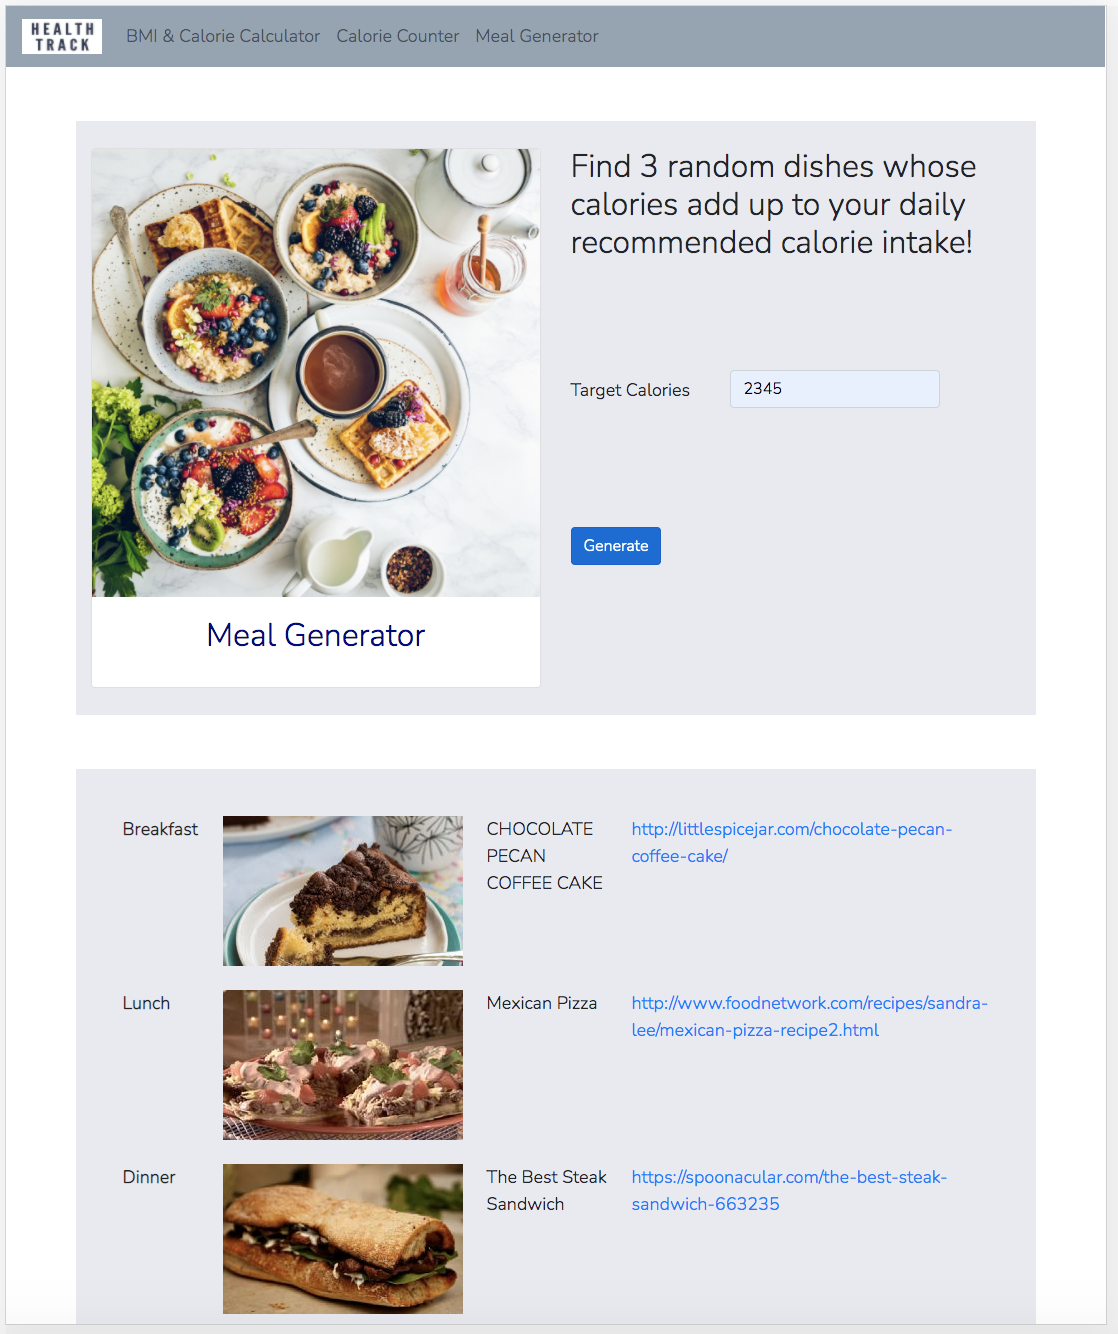 HEALTH
TRACK
BMI & Calorie Calculator Calorie Counter Meal Generator
Find 3 random dishes whose
calories add up to your daily
recommended calorie intake!
Target Calories 2345
Generate
Meal Generator
Breakfast
CHOCOLATE
PECAN
COFFEE CAKE
http://littlespicejar.com/chocolate-pecan-
coffee-cake/
Lunch
Mexican Pizza
http://www.foodnetwork.com/recipes/sandra-
lee/mexican-pizza-recipe2.html
Dinner
The Best Steak
Sandwich
https://spoonacular.com/the-best-steak-
sandwich-663235